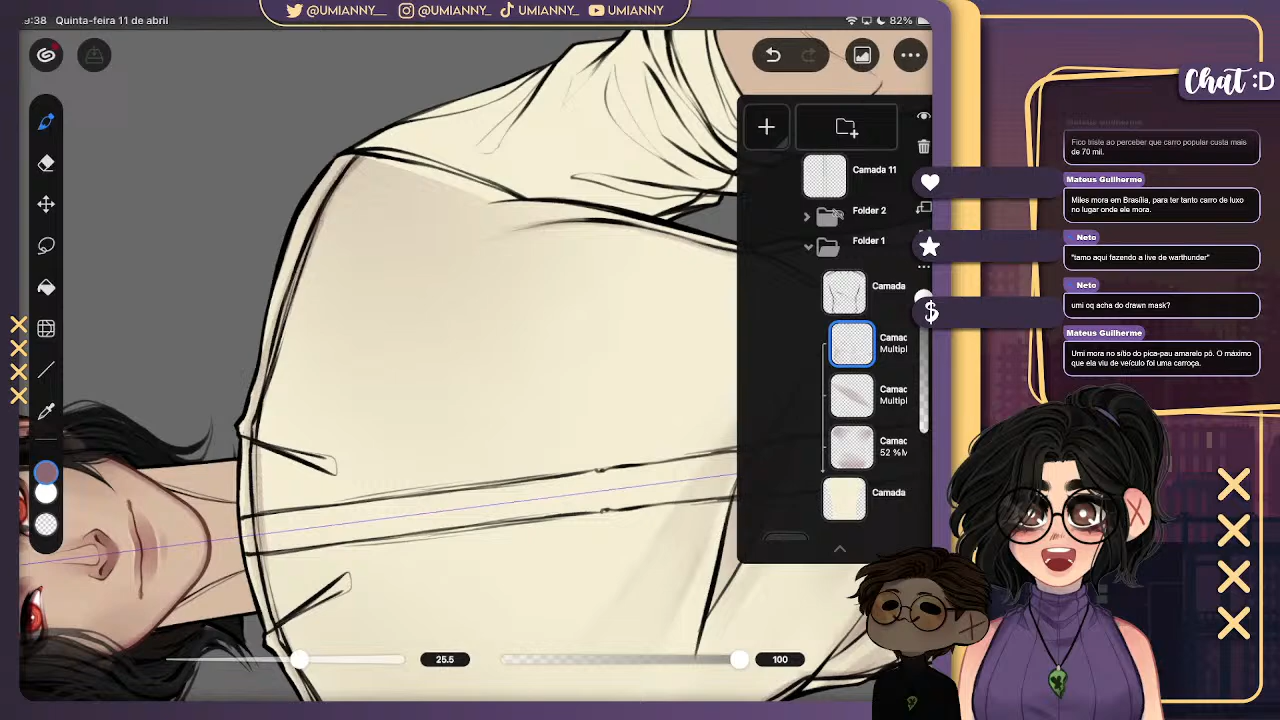 @UMIANNY__ @UMIANNY_ UMIANNY_ UMIANNY
9:38 Quinta-feira 11 de abril
82%
Chat :D
Fico triste ao perceber que carro popular custa mais
de 70 mil.
Mateus Guilherme
Miles mora em Brasília, para ter tanto carro de luxo
no lugar onde ele mora.
Neto
"tamo aqui fazendo a live de warthunder"
Neto
umi oq acha do drawn mask?
Mateus Guilherme
Umi mora no sítio do pica-pau amarelo pô. O máximo
que ela viu de veículo foi uma carroça.
Camada 11
Folder 2
Folder 1
Camada
Camac
Multipl
Camac
Multipl
Camac
52 %M
Camada
25.5
100